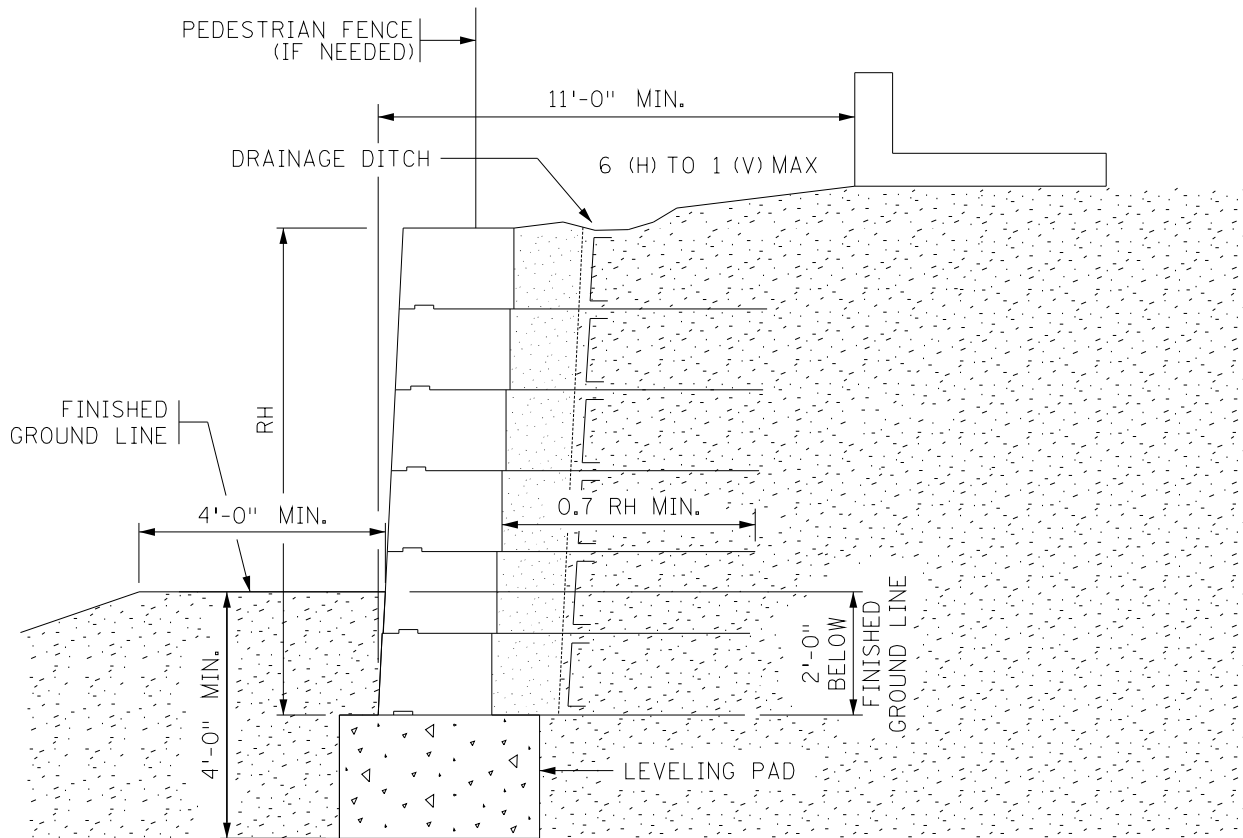 PEDESTRIAN FENCE
(IF NEEDED)
11'-0" MIN.
DRAINAGE DITCH
6 (H) TO 1 (V) MAX
RH
FINISHED
GROUND LINE
4'-0" MIN.
0.7 RH MIN.
2'-0"
BELOW
FINISHED
GROUND LINE
4'-0" MIN.
LEVELING PAD